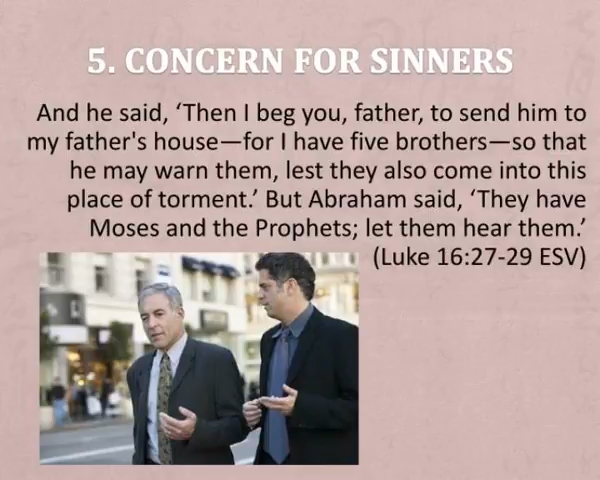 5. CONCERN FOR SINNERS
And he said, ‘Then I beg you, father, to send him to
my father's house—for I have five brothers—so that
he may warn them, lest they also come into this
place of torment.’ But Abraham said, ‘They have
Moses and the Prophets; let them hear them.’
(Luke 16:27-29 ESV)